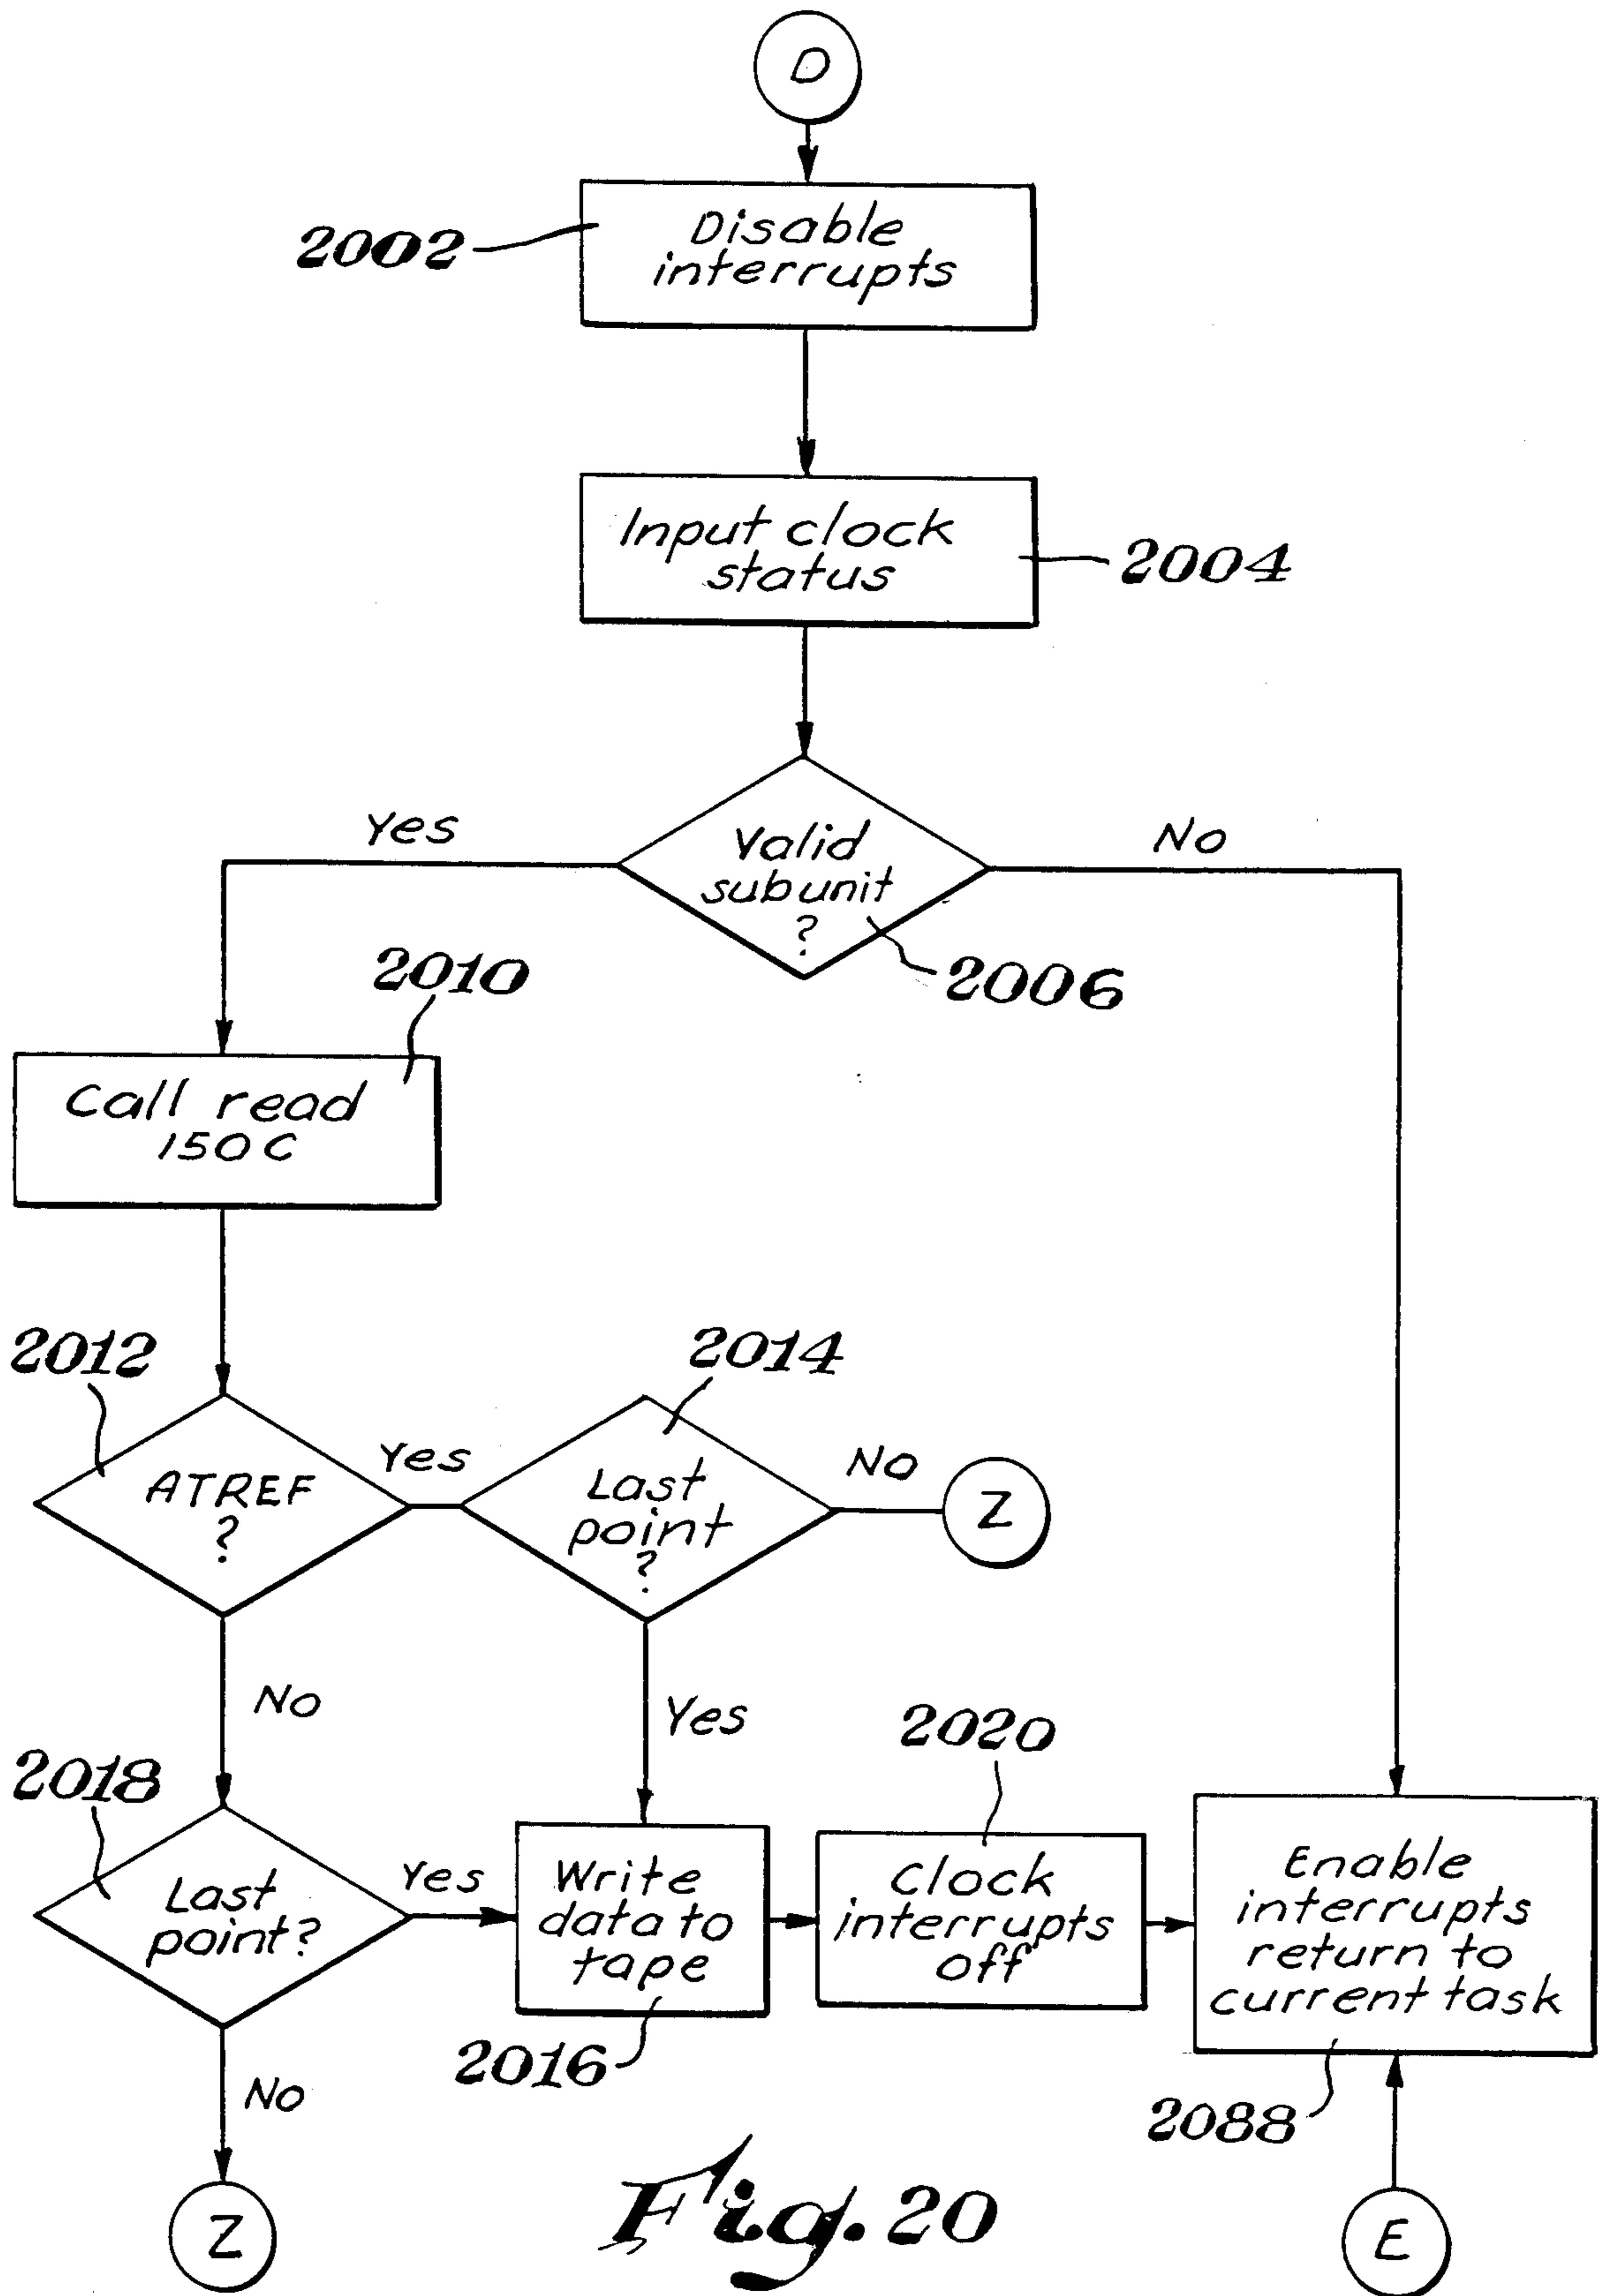 D
2002
Disable
interrupts
Input clock
status
2004
Yes
Valid
subunit
?
No
2006
2010
Call read
150C
2012
2014
ATREF
?
Yes
Last
point
?
No
Z
No
Yes
2018
2020
Last
point?
Yes
Write
data to
tape
Clock
interrupts
off
Enable
interrupts
return to
current task
2016
2088
No
Z
E
Fig. 20